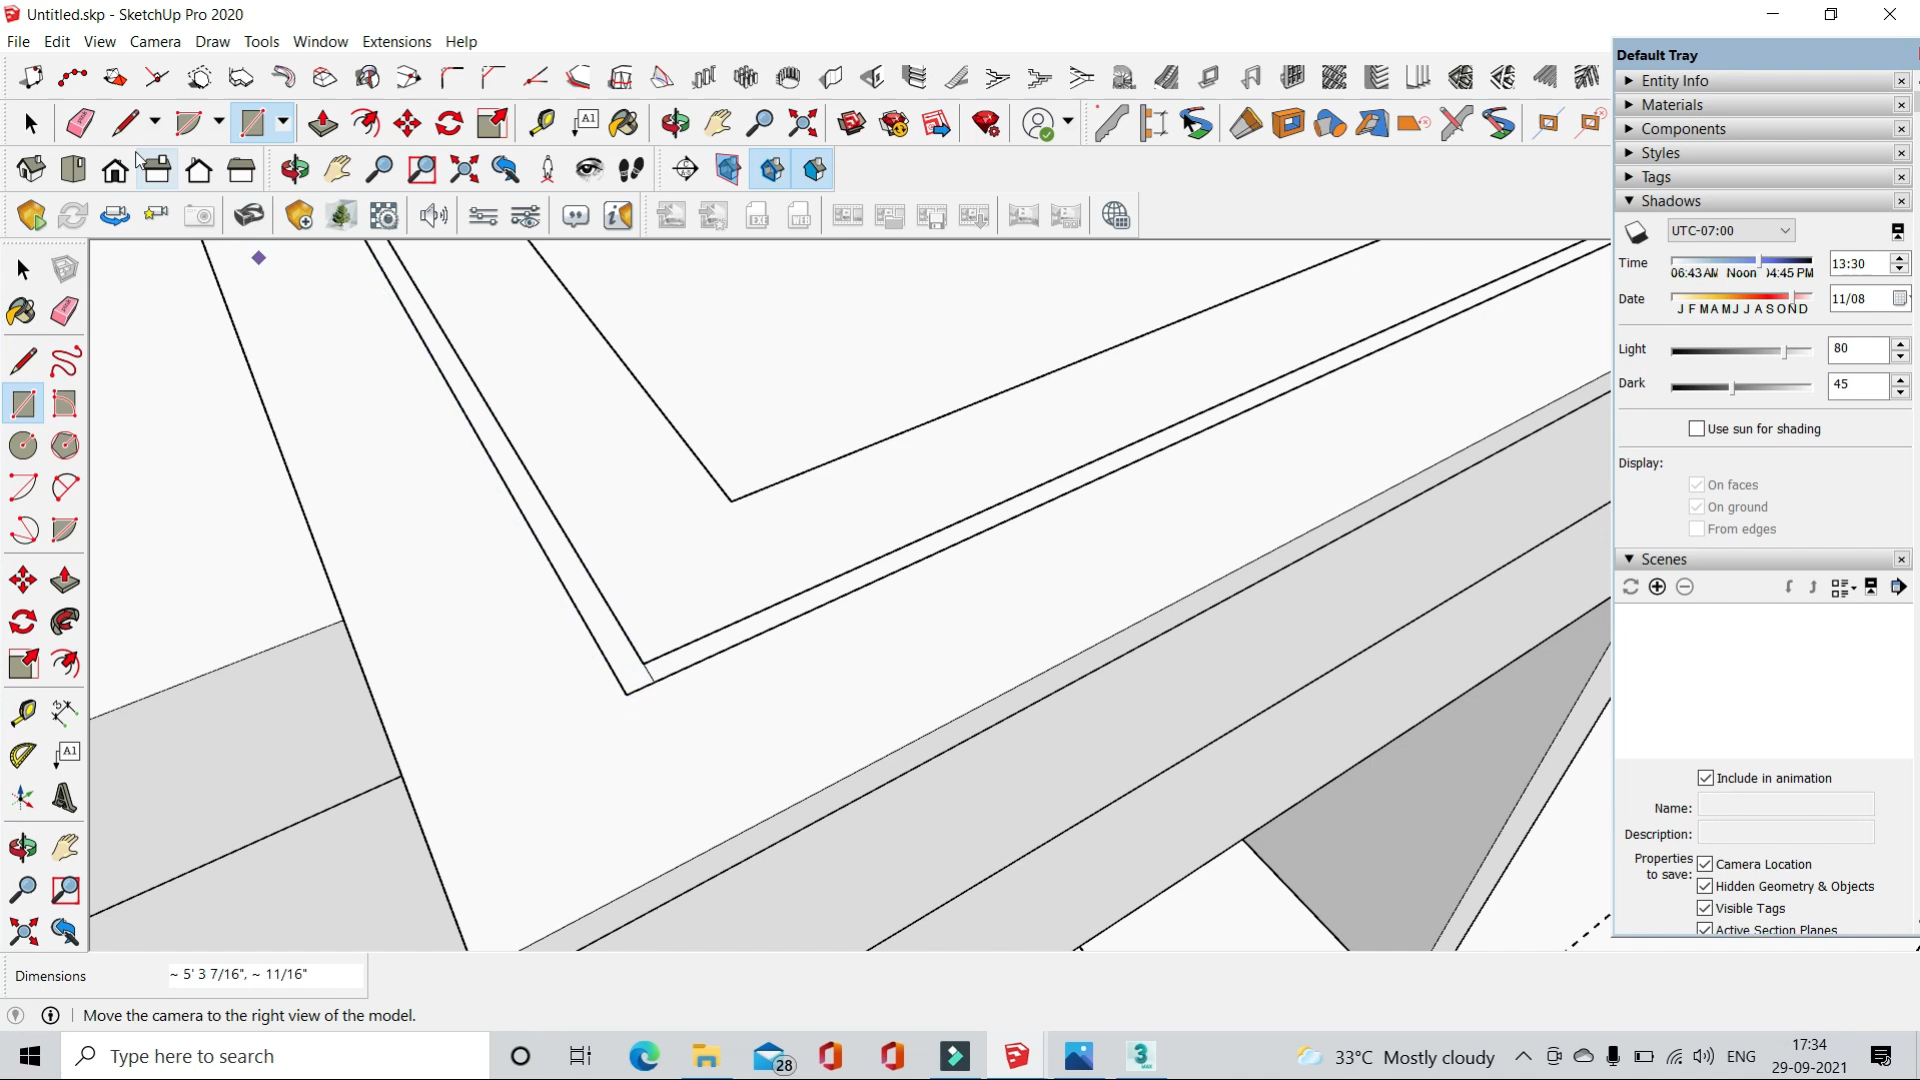 Untitled.skp - SketchUp Pro 2020
File Edit View Camera Draw Tools Window Extensions Help
Default Tray
Entity Info
Materials
Components
Styles
Tags
Shadows
UTC-07:00
Time 06:43 AM Noon 04:45 PM 13:30
Date J F M A M J J A S O N D 11/08
Light 80
Dark 45
Use sun for shading
Display:
On faces
On ground
From edges
Scenes
Include in animation
Name:
Description:
Properties to save:
Camera Location
Hidden Geometry & Objects
Visible Tags
Active Section Planes
Dimensions ~ 5' 3 7/16", ~ 11/16"
Move the camera to the right view of the model.
Type here to search
28
33°C Mostly cloudy
ENG
17:34
29-09-2021